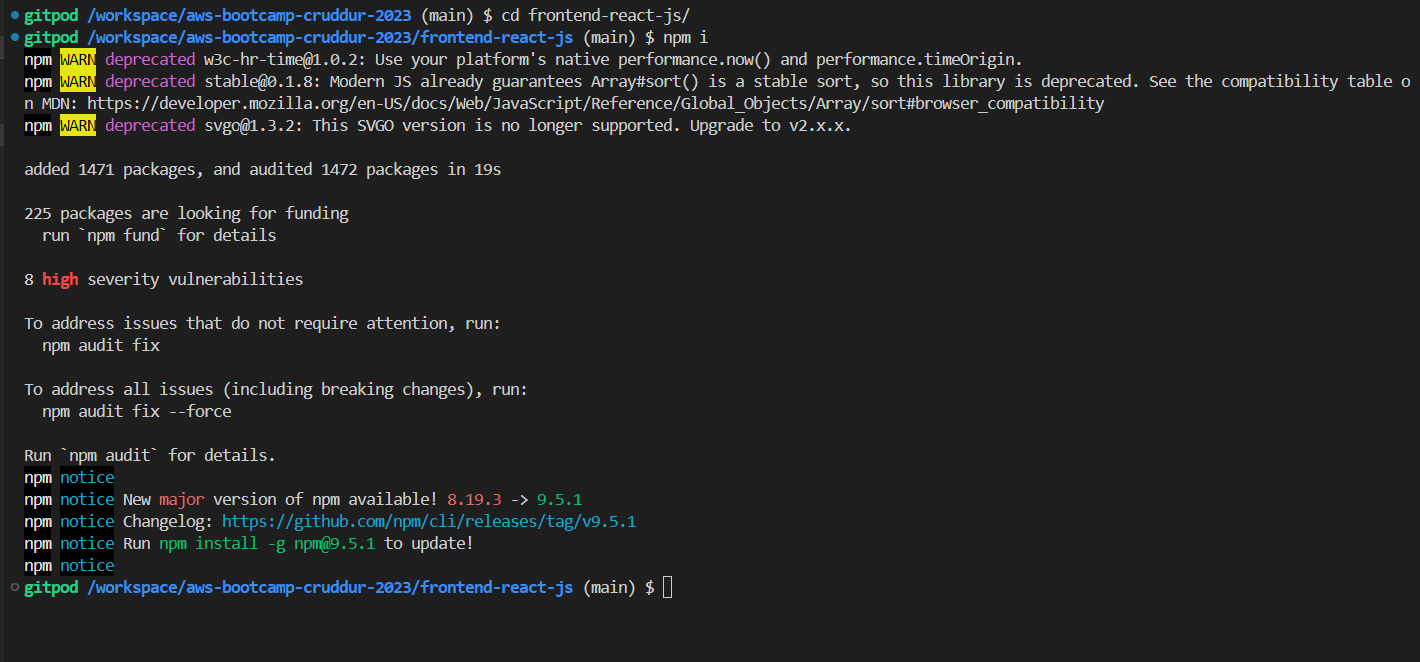 gitpod /workspace/aws-bootcamp-cruddur-2023 (main) $ cd frontend-react-js/
gitpod /workspace/aws-bootcamp-cruddur-2023/frontend-react-js (main) $ npm i
npm WARN deprecated w3c-hr-time@1.0.2: Use your platform's native performance.now() and performance.timeOrigin.
npm WARN deprecated stable@0.1.8: Modern JS already guarantees Array#sort() is a stable sort, so this library is deprecated. See the compatibility table o
n MDN: https://developer.mozilla.org/en-US/docs/Web/JavaScript/Reference/Global_Objects/Array/sort#browser_compatibility
npm WARN deprecated svgo@1.3.2: This SVGO version is no longer supported. Upgrade to v2.x.x.
added 1471 packages, and audited 1472 packages in 19s
225 packages are looking for funding
run `npm fund` for details
8 high severity vulnerabilities
To address issues that do not require attention, run:
npm audit fix
To address all issues (including breaking changes), run:
npm audit fix --force
Run `npm audit` for details.
npm notice
npm notice New major version of npm available! 8.19.3 -> 9.5.1
npm notice Changelog: https://github.com/npm/cli/releases/tag/v9.5.1
npm notice Run npm install -g npm@9.5.1 to update!
npm notice
gitpod /workspace/aws-bootcamp-cruddur-2023/frontend-react-js (main) $